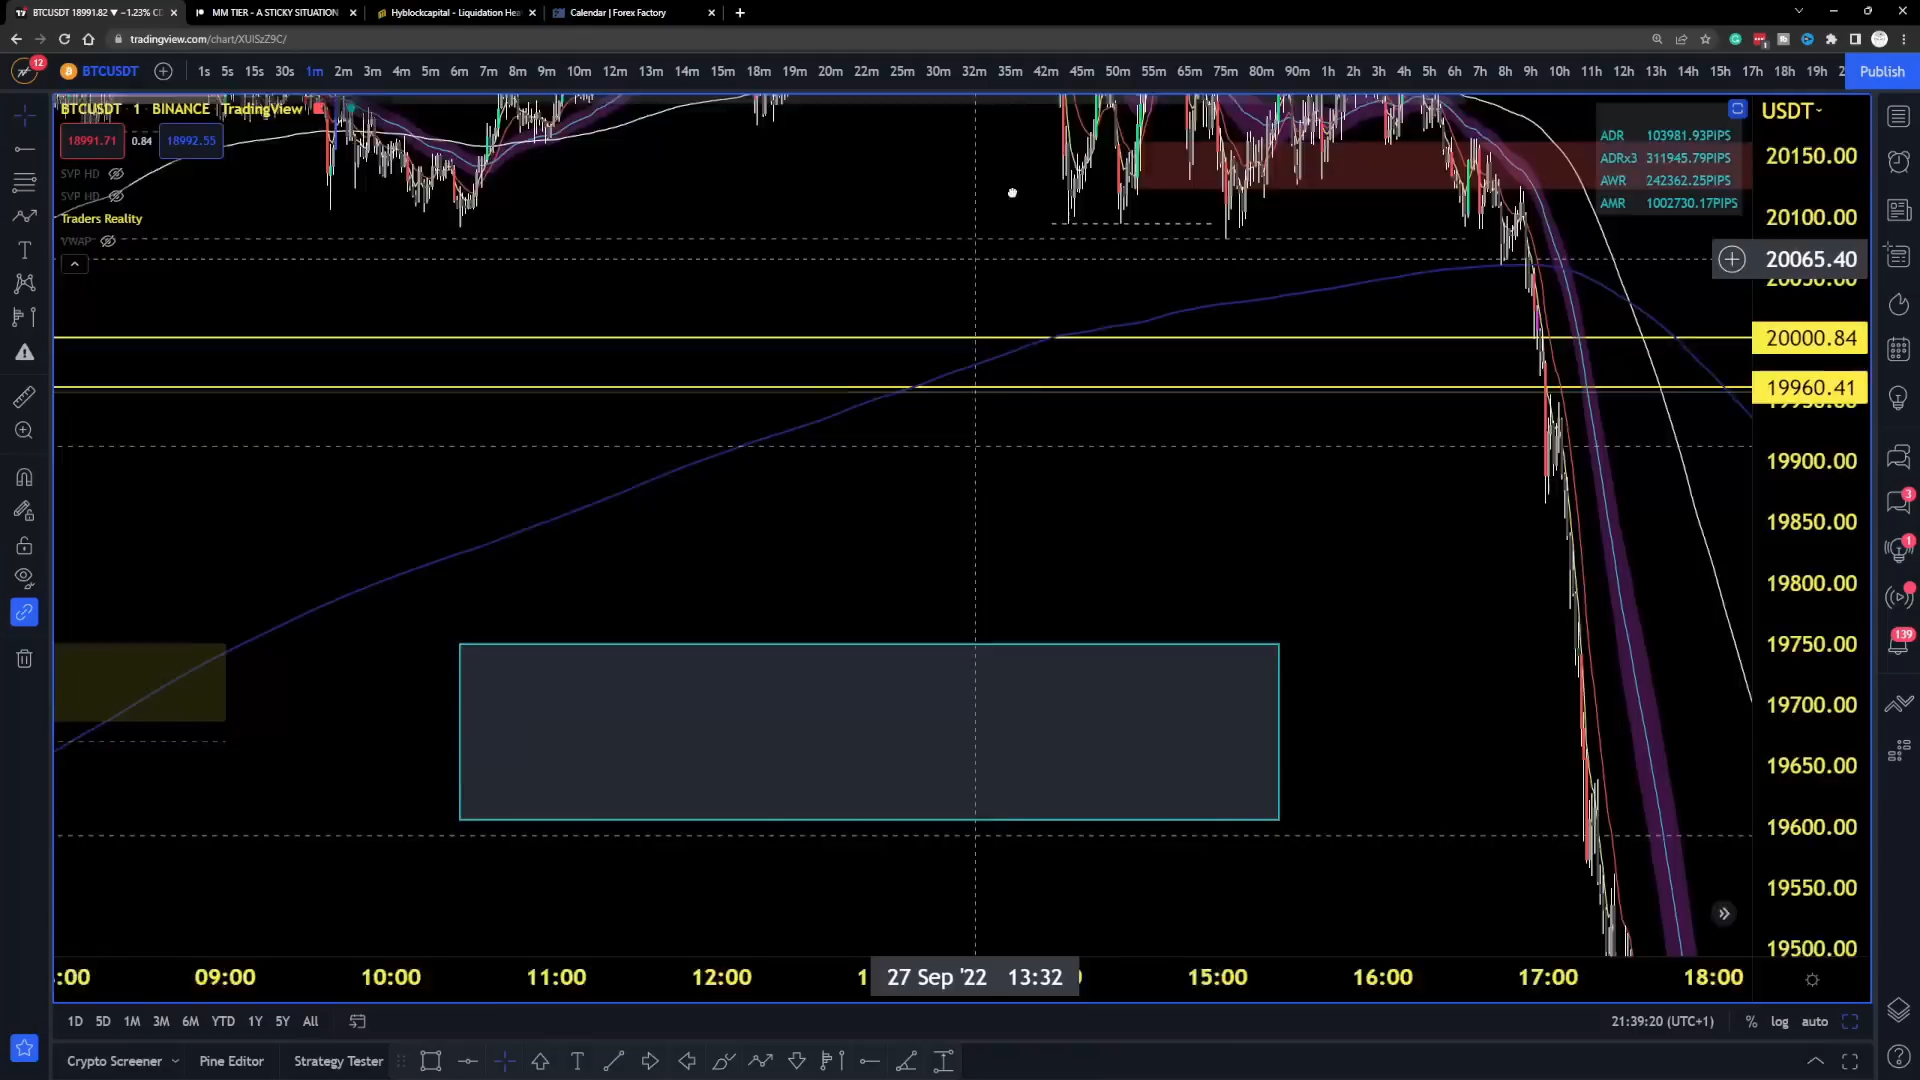 BTCUSDT 18991.82 ▼ −1.23%
MM TIER - A STICKY SITUATION
Hyblockcapital - Liquidation Hea
Calendar | Forex Factory
tradingview.com/chart/XUISzZ9C/
12
BTCUSDT
1s 5s 15s 30s 1m 2m 3m 4m 5m 6m 7m 8m 9m 10m 12m 13m 14m 15m 18m 19m 20m 22m 25m 30m 32m 35m 42m 45m 50m 55m 65m 75m 80m 90m 1h 2h 3h 4h 5h 6h 7h 8h 9h 10h 11h 12h 13h 14h 15h 17h 18h 19h 2
Publish
BTCUSDT · 1 · BINANCE · TradingView
USDT
18991.71 0.84 18992.55
SVP HD
SVP HD
Traders Reality
VWAP
ADR 103981.93PIPS
ADRx3 311945.79PIPS
AWR 242362.25PIPS
AMR 1002730.17PIPS
20150.00
20100.00
20065.40
20050.00
20000.84
19960.41
19900.00
19850.00
19800.00
19750.00
19700.00
19650.00
19600.00
19550.00
19500.00
3
1
139
:00 09:00 10:00 11:00 12:00 1 27 Sep '22 13:32 15:00 16:00 17:00 18:00
1D 5D 1M 3M 6M YTD 1Y 5Y All
21:39:20 (UTC+1) % log auto
Crypto Screener Pine Editor Strategy Tester